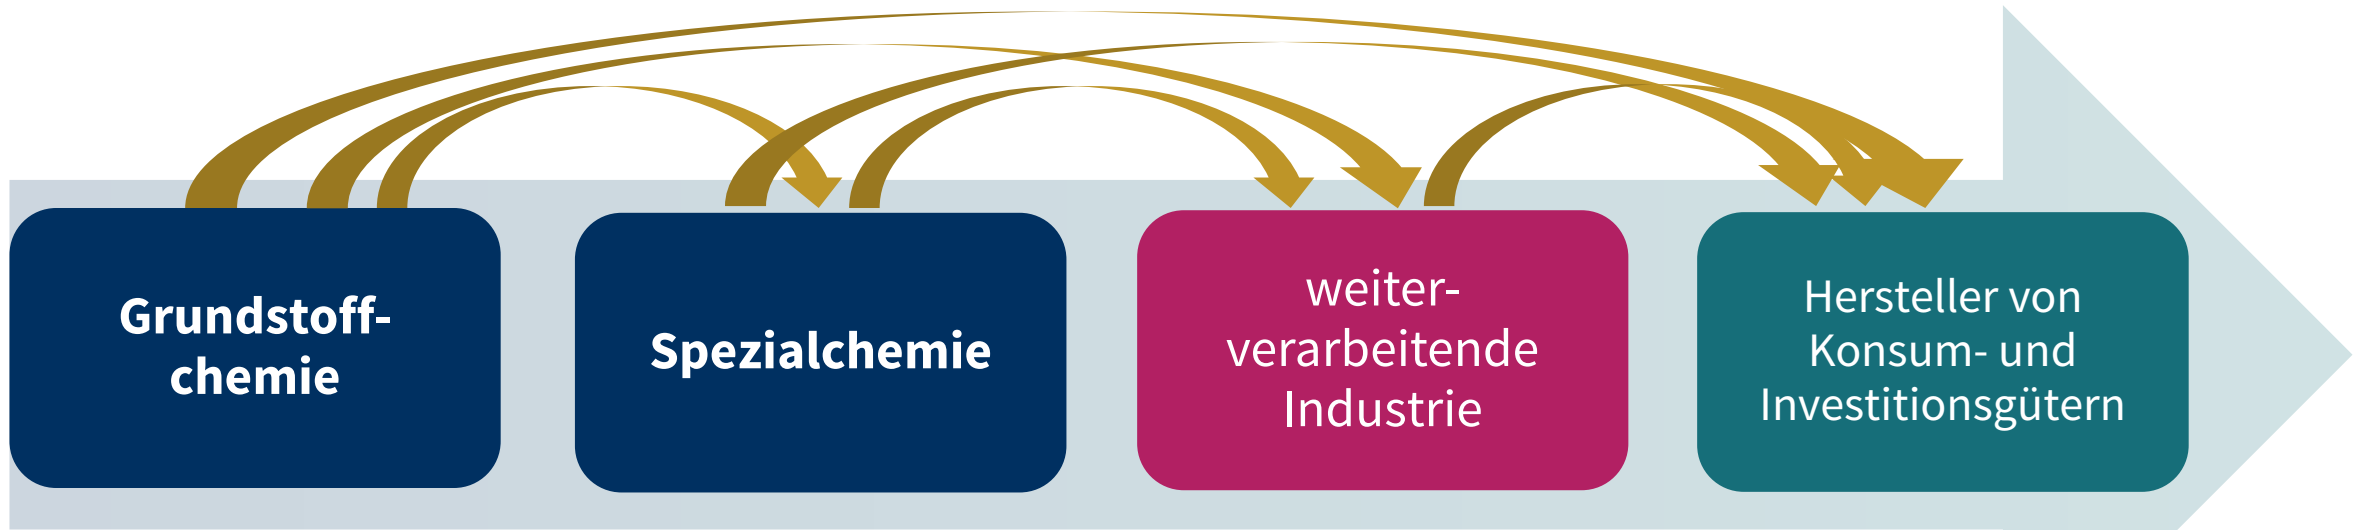 Grundstoff-
chemie
Spezialchemie
weiter-
verarbeitende
Industrie
Hersteller von
Konsum- und
Investitionsgütern